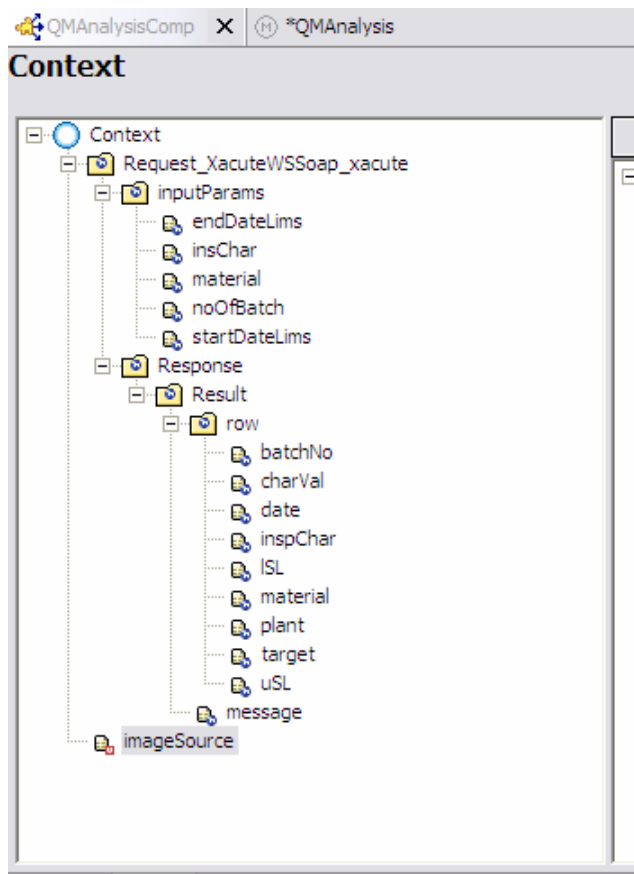 QMAnalysisComp X M *QMAnalysis
Context
Context
Request_XacuteWSSoap_xacute
inputParams
endDateLims
insChar
material
noOfBatch
startDateLims
Response
Result
row
batchNo
charVal
date
inspChar
lSL
material
plant
target
uSL
message
imageSource